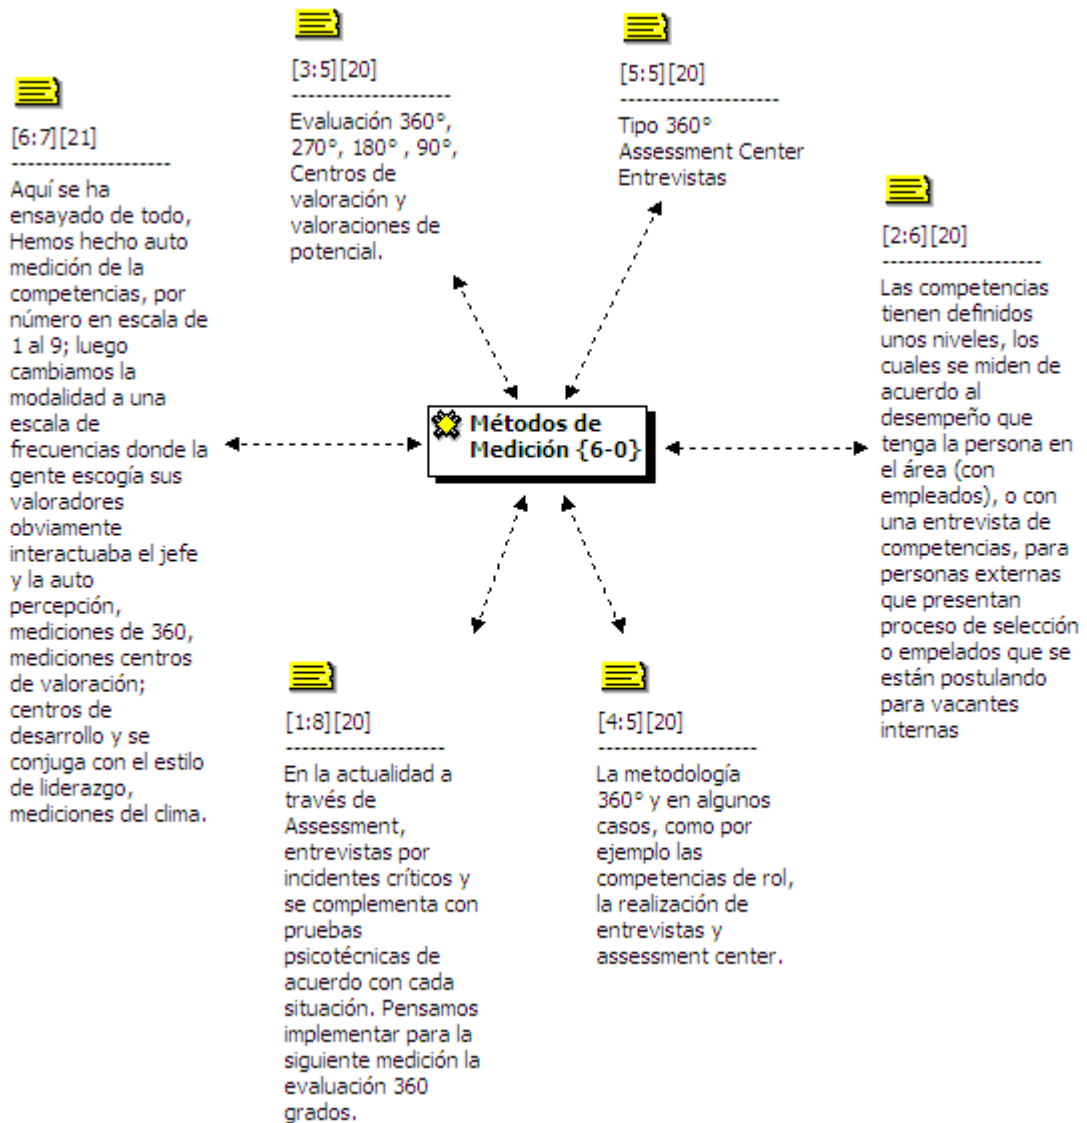 [3:5][20]
--------------------
Evaluación 360°,
270°, 180° , 90°,
Centros de
valoración y
valoraciones de
potencial.
[5:5][20]
--------------------
Tipo 360°
Assessment Center
Entrevistas
[6:7][21]
--------------------
Aquí se ha
ensayado de todo,
Hemos hecho auto
medición de la
competencias, por
número en escala de
1 al 9; luego
cambiamos la
modalidad a una
escala de
frecuencias donde la
gente escogía sus
valoradores
obviamente
interactuaba el jefe
y la auto
percepción,
mediciones de 360,
mediciones centros
de valoración;
centros de
desarrollo y se
conjuga con el estilo
de liderazgo,
mediciones del clima.
[2:6][20]
--------------------
Las competencias
tienen definidos
unos niveles, los
cuales se miden de
acuerdo al
desempeño que
tenga la persona en
el área (con
empleados), o con
una entrevista de
competencias, para
personas externas
que presentan
proceso de selección
o empelados que se
están postulando
para vacantes
internas
Métodos de
Medición {6-0}
[1:8][20]
--------------------
En la actualidad a
través de
Assessment,
entrevistas por
incidentes críticos y
se complementa con
pruebas
psicotécnicas de
acuerdo con cada
situación. Pensamos
implementar para la
siguiente medición la
evaluación 360
grados.
[4:5][20]
--------------------
La metodología
360° y en algunos
casos, como por
ejemplo las
competencias de rol,
la realización de
entrevistas y
assessment center.